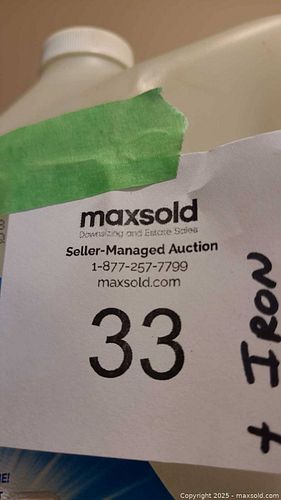 maxsold
Downsizing and Estate Sales
Seller-Managed Auction
1-877-257-7799
maxsold.com
33
+ IRON
Copyright © 2025 - maxsold.com